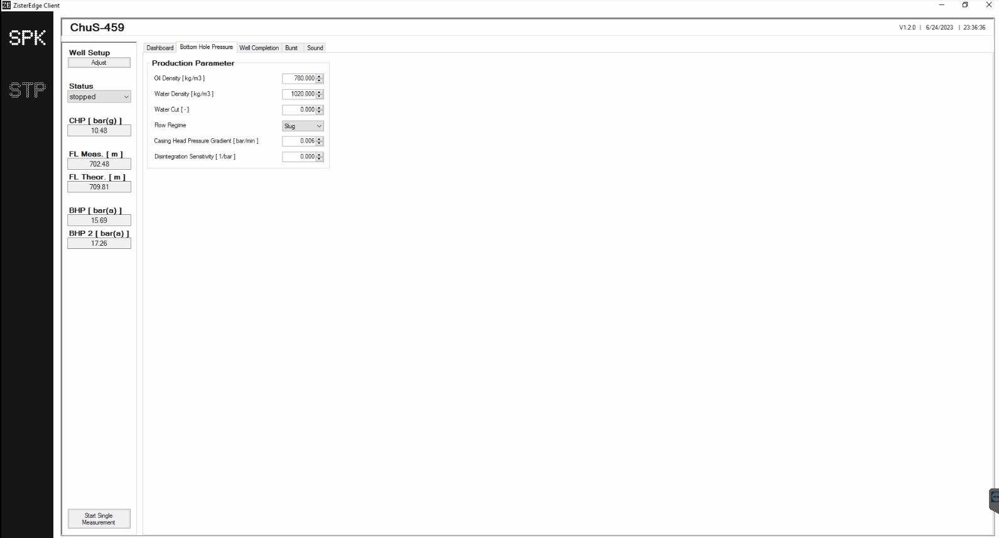 ZisterEdge Client
SPK
STP
ChuS-459
V1.2.0 | 6/24/2023 | 23:36:36
Well Setup
Adjust
Status
stopped
CHP [ bar(g) ]
10.48
FL Meas. [ m ]
702.48
FL Theor. [ m ]
709.81
BHP [ bar(a) ]
15.69
BHP 2 [ bar(a) ]
17.26
Start Single
Measurement
Dashboard Bottom Hole Pressure Well Completion Burst Sound
Production Parameter
Oil Density [ kg/m3 ] 780.000
Water Density [ kg/m3 ] 1020.000
Water Cut [ - ] 0.000
Flow Regime Slug
Casing Head Pressure Gradient [ bar/min ] 0.006
Disintegration Sensitivity [ 1/bar ] 0.000